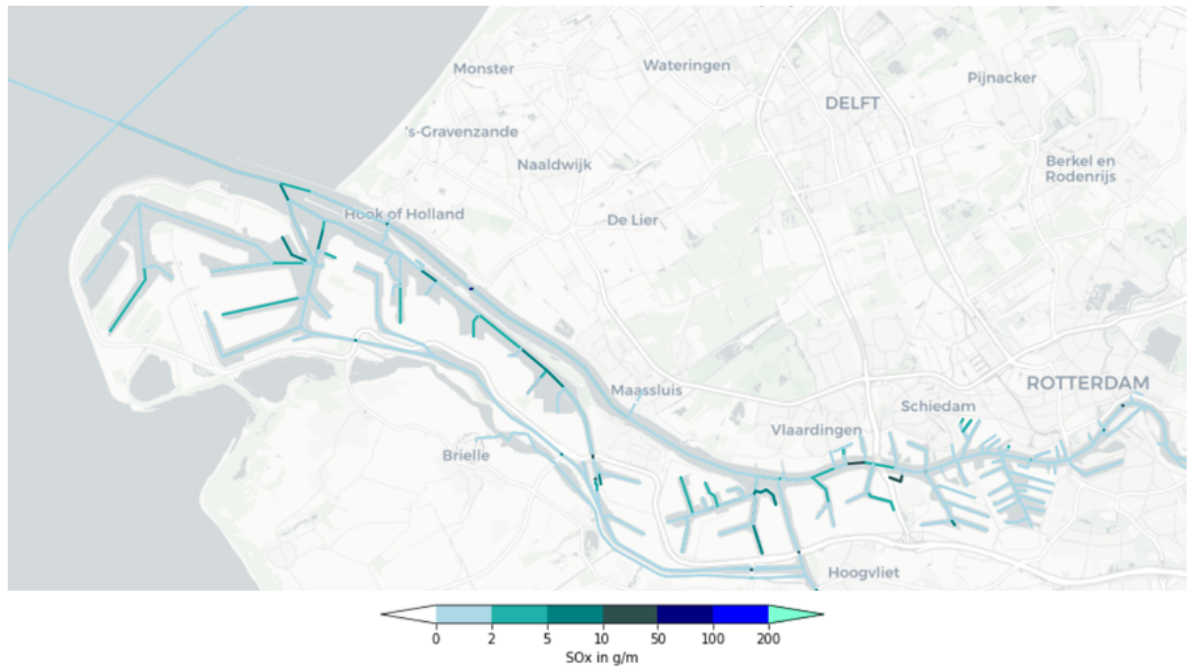 Monster
Wateringen
Pijnacker
DELFT
's-Gravenzande
Naaldwijk
Berkel en
Rodenrijs
Hook of Holland
De Lier
Maassluis
ROTTERDAM
Schiedam
Vlaardingen
Brielle
Hoogvliet
0 2 5 10 50 100 200
SOx in g/m